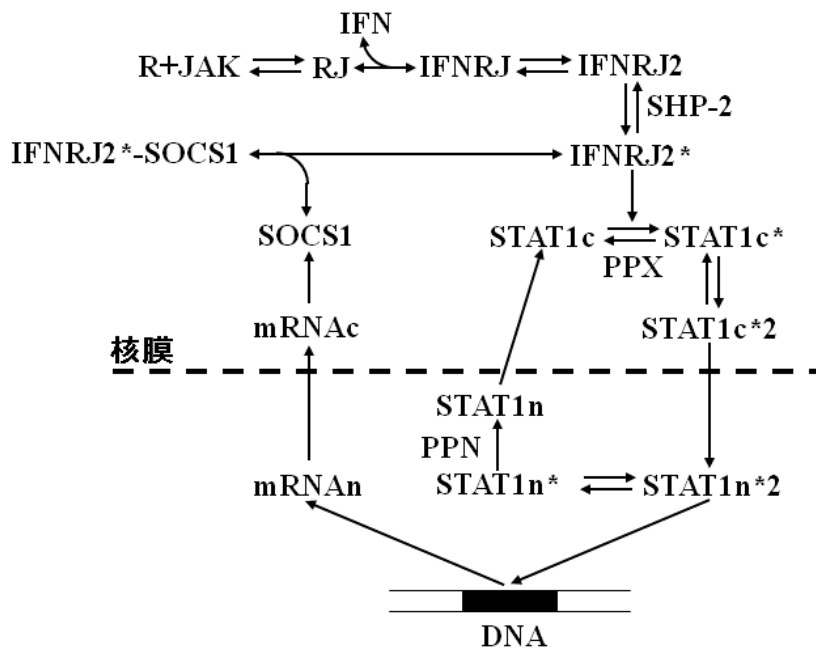 IFN
R+JAK RJ IFNRJ IFNRJ2
SHP-2
IFNRJ2*-SOCS1 IFNRJ2*
SOCS1 STAT1c STAT1c*
PPX
mRNAc STAT1c*2
核膜
STAT1n
PPN
mRNAn STAT1n* STAT1n*2
DNA